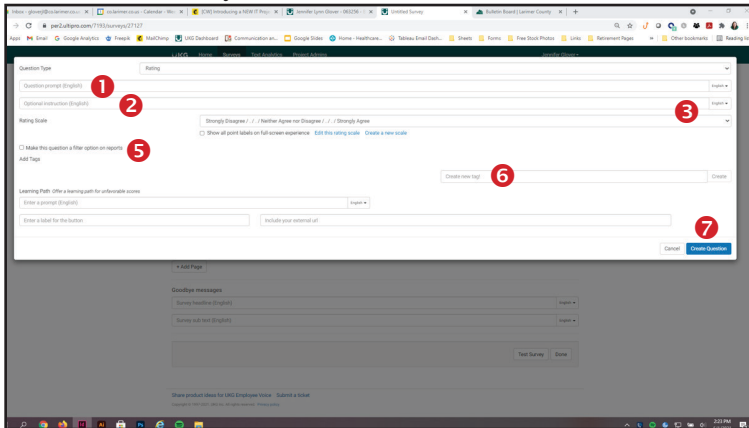 Inbox - gloverjl@co.larimer.co.us
co.larimer.co.us - Calendar - We
[CW] Introducing a NEW IT Proj
Jennifer Lynn Glover - 062256 -
Untitled Survey
Bulletin Board | Larimer County
pwr2.ultipro.com/7193/surveys/27127
Apps
Email
Google Analytics
Freepik
MailChimp
UKG Dashboard
Communication an...
Google Slides
Home - Healthcare...
Tableau Email Dash...
Sheets
Forms
Free Stock Photos
Links
Retirement Pages
Other bookmarks
Reading list
UKG Home Surveys Text Analytics Protect Admins Jennifer Glover
Question Type Rating
Question prompt (English) 1 English
Optional instruction (English) 2 English
3
Rating Scale Strongly Disagree / . / . / Neither Agree nor Disagree / . / . / Strongly Agree
Show all point labels on full-screen experience Edit this rating scale Create a new scale
Make this question a filter option on reports 5
Add Tags
Create new tag! 6 Create
Learning Path Offer a learning path for unfavorable scores
Enter a prompt (English) English
Enter a label for the button Include your external url
7
Cancel Create Question
+ Add Page
Goodbye messages
Survey headline (English) English
Survey sub text (English) English
Test Survey Done
Share product ideas for UKG Employee Voice Submit a ticket
2:23 PM